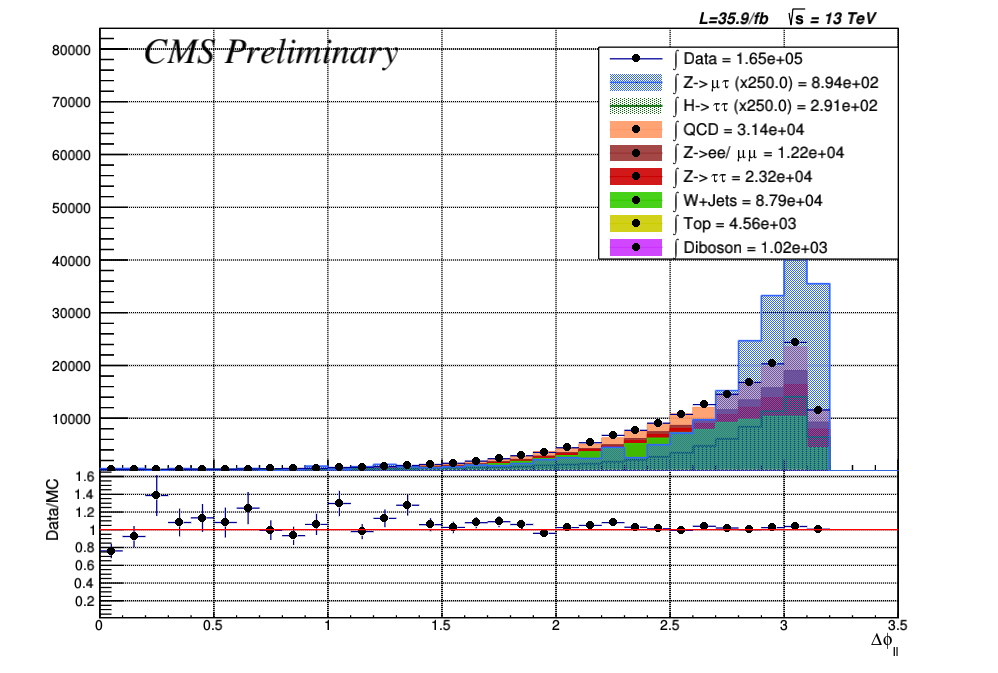 L=35.9/fb √s = 13 TeV
CMS Preliminary
80000
70000
60000
50000
40000
30000
20000
10000
∫ Data = 1.65e+05
∫ Z-> μτ (x250.0) = 8.94e+02
∫ H-> ττ (x250.0) = 2.91e+02
∫ QCD = 3.14e+04
∫ Z->ee/ μμ = 1.22e+04
∫ Z-> ττ = 2.32e+04
∫ W+Jets = 8.79e+04
∫ Top = 4.56e+03
∫ Diboson = 1.02e+03
Data/MC
1.6
1.4
1.2
1
0.8
0.6
0.4
0.2
0 0.5 1 1.5 2 2.5 3 3.5
Δϕll